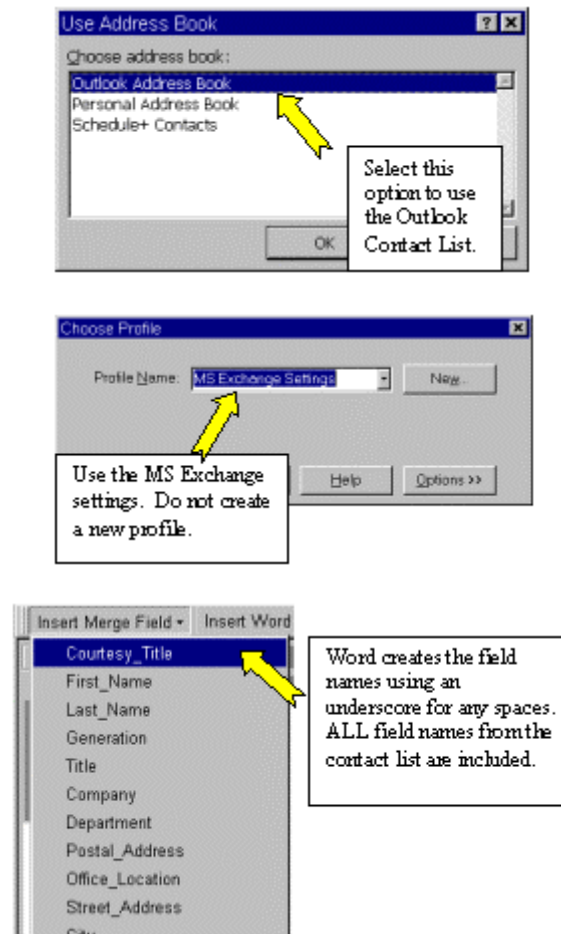 Use Address Book
Choose address book:
Outlook Address Book
Personal Address Book
Schedule+ Contacts
Select this
option to use
the Outlook
Contact List.
OK
Choose Profile
Profile Name: MS Exchange Settings New...
Use the MS Exchange
settings. Do not create
a new profile.
Help Options >>
Insert Merge Field Insert Word
Courtesy_Title
First_Name
Last_Name
Generation
Title
Company
Department
Postal_Address
Office_Location
Street_Address
Word creates the field
names using an
underscore for any spaces.
ALL field names from the
contact list are included.